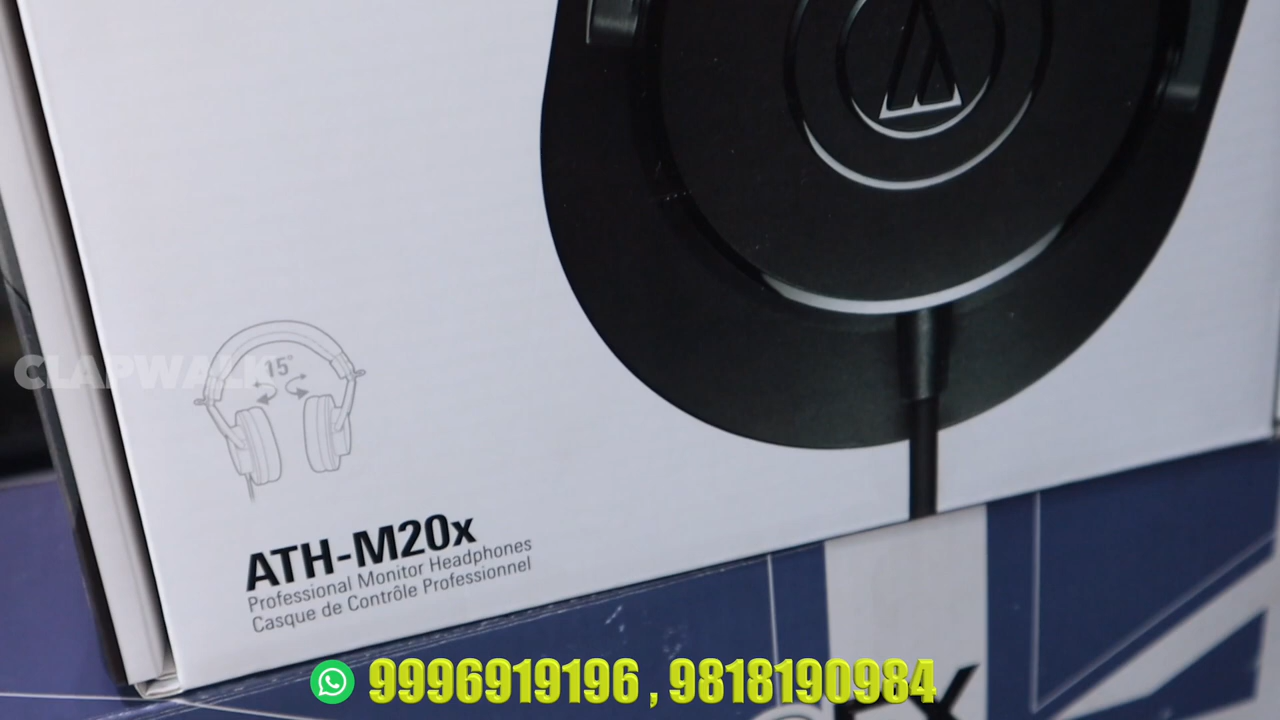 CLAPWALK
15°
ATH-M20x
Professional Monitor Headphones
Casque de Contrôle Professionnel
9996919196 , 9818190984